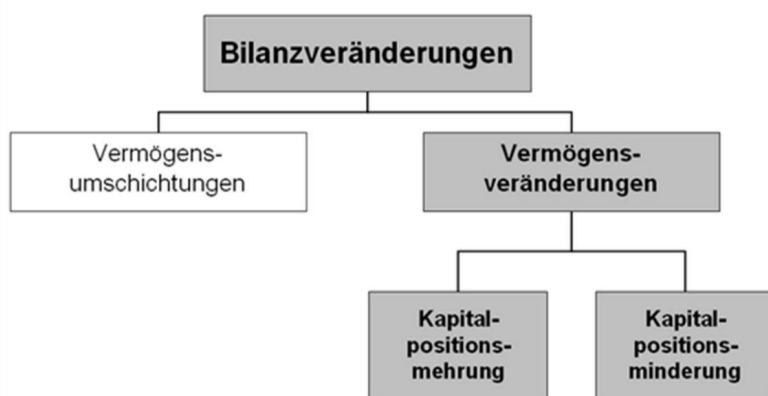 Bilanzveränderungen
Vermögens-
umschichtungen
Vermögens-
veränderungen
Kapital-
positions-
mehrung
Kapital-
positions-
minderung